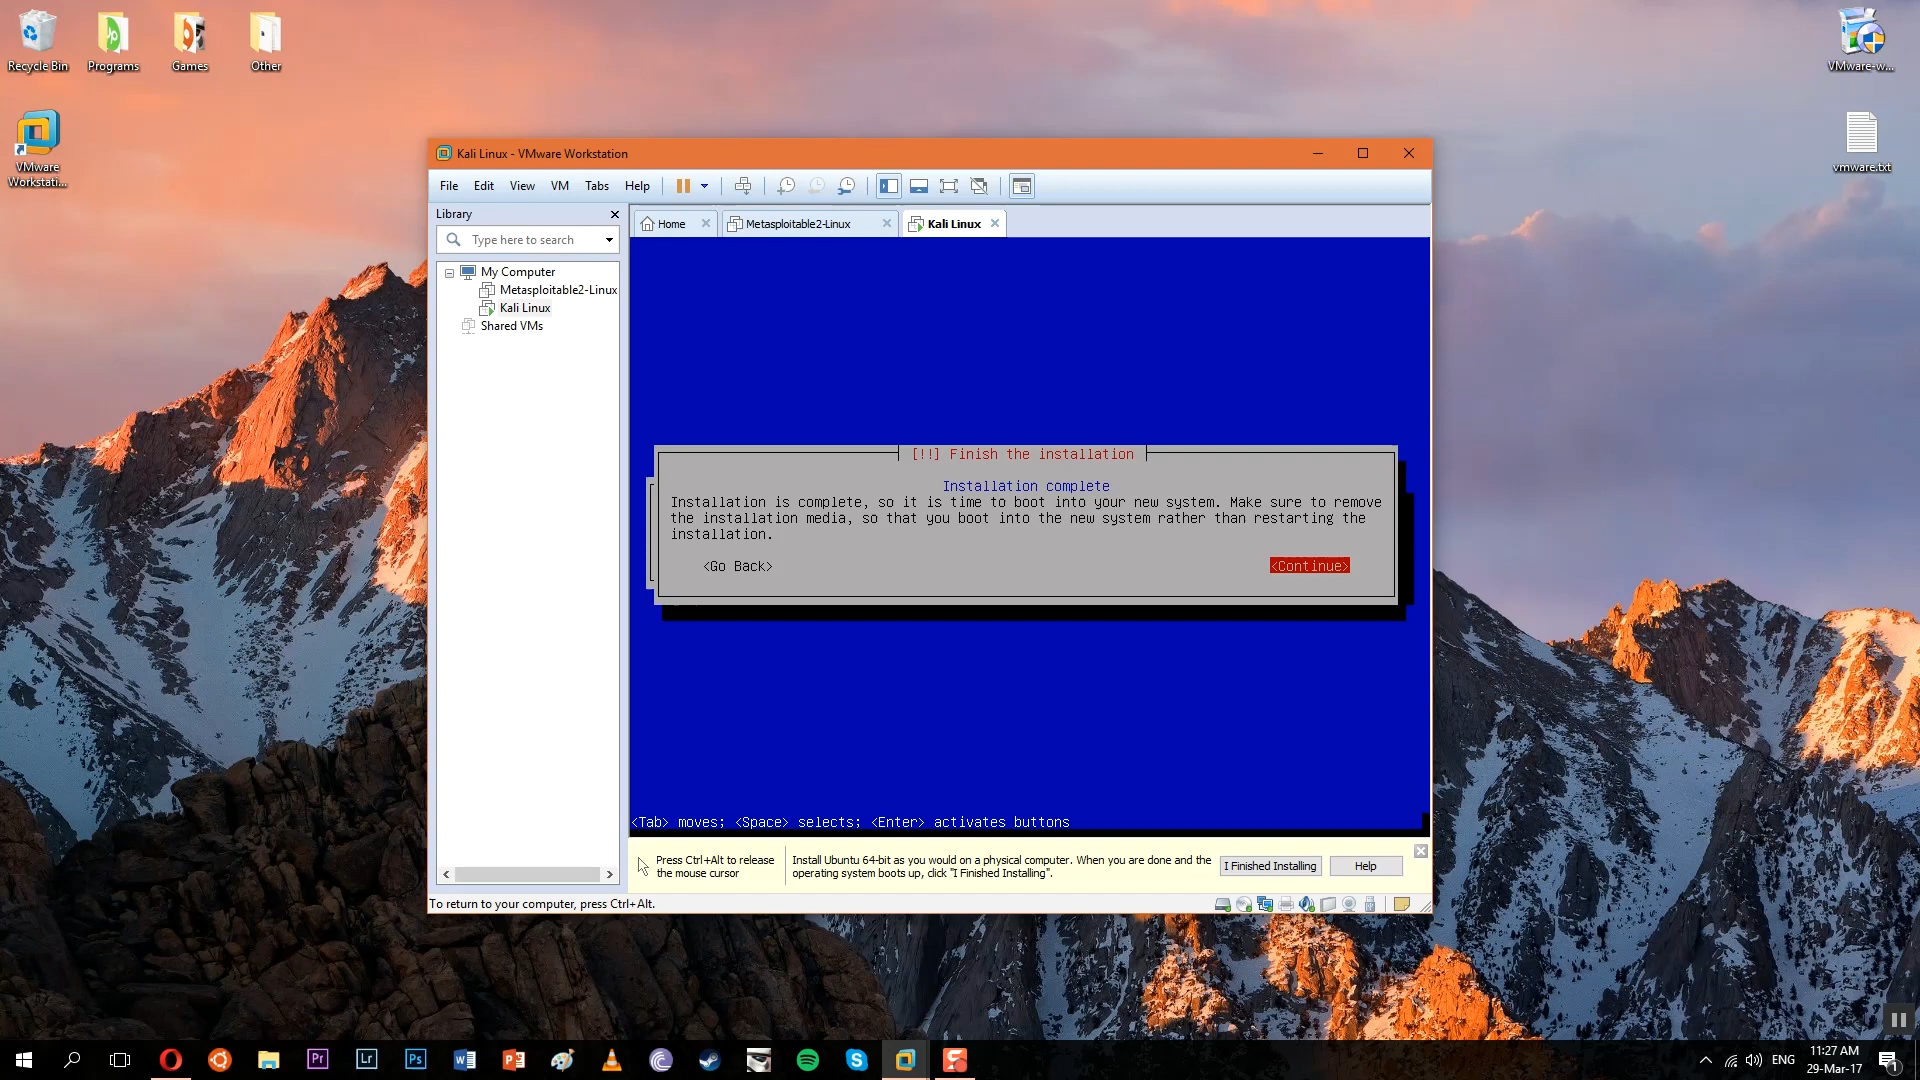 Recycle Bin
Programs
Games
Other
VMware
Workstati...
VMware-w...
vmware.txt
Kali Linux - VMware Workstation
File Edit View VM Tabs Help
Library
Type here to search
My Computer
Metasploitable2-Linux
Kali Linux
Shared VMs
Home
Metasploitable2-Linux
Kali Linux
[!!] Finish the installation
Installation complete
Installation is complete, so it is time to boot into your new system. Make sure to remove
the installation media, so that you boot into the new system rather than restarting the
installation.
<Go Back> <Continue>
<Tab> moves; <Space> selects; <Enter> activates buttons
Press Ctrl+Alt to release
the mouse cursor
Install Ubuntu 64-bit as you would on a physical computer. When you are done and the
operating system boots up, click "I Finished Installing".
I Finished Installing
Help
To return to your computer, press Ctrl+Alt.
Pr
Lr
Ps
ENG
11:27 AM
29-Mar-17
1